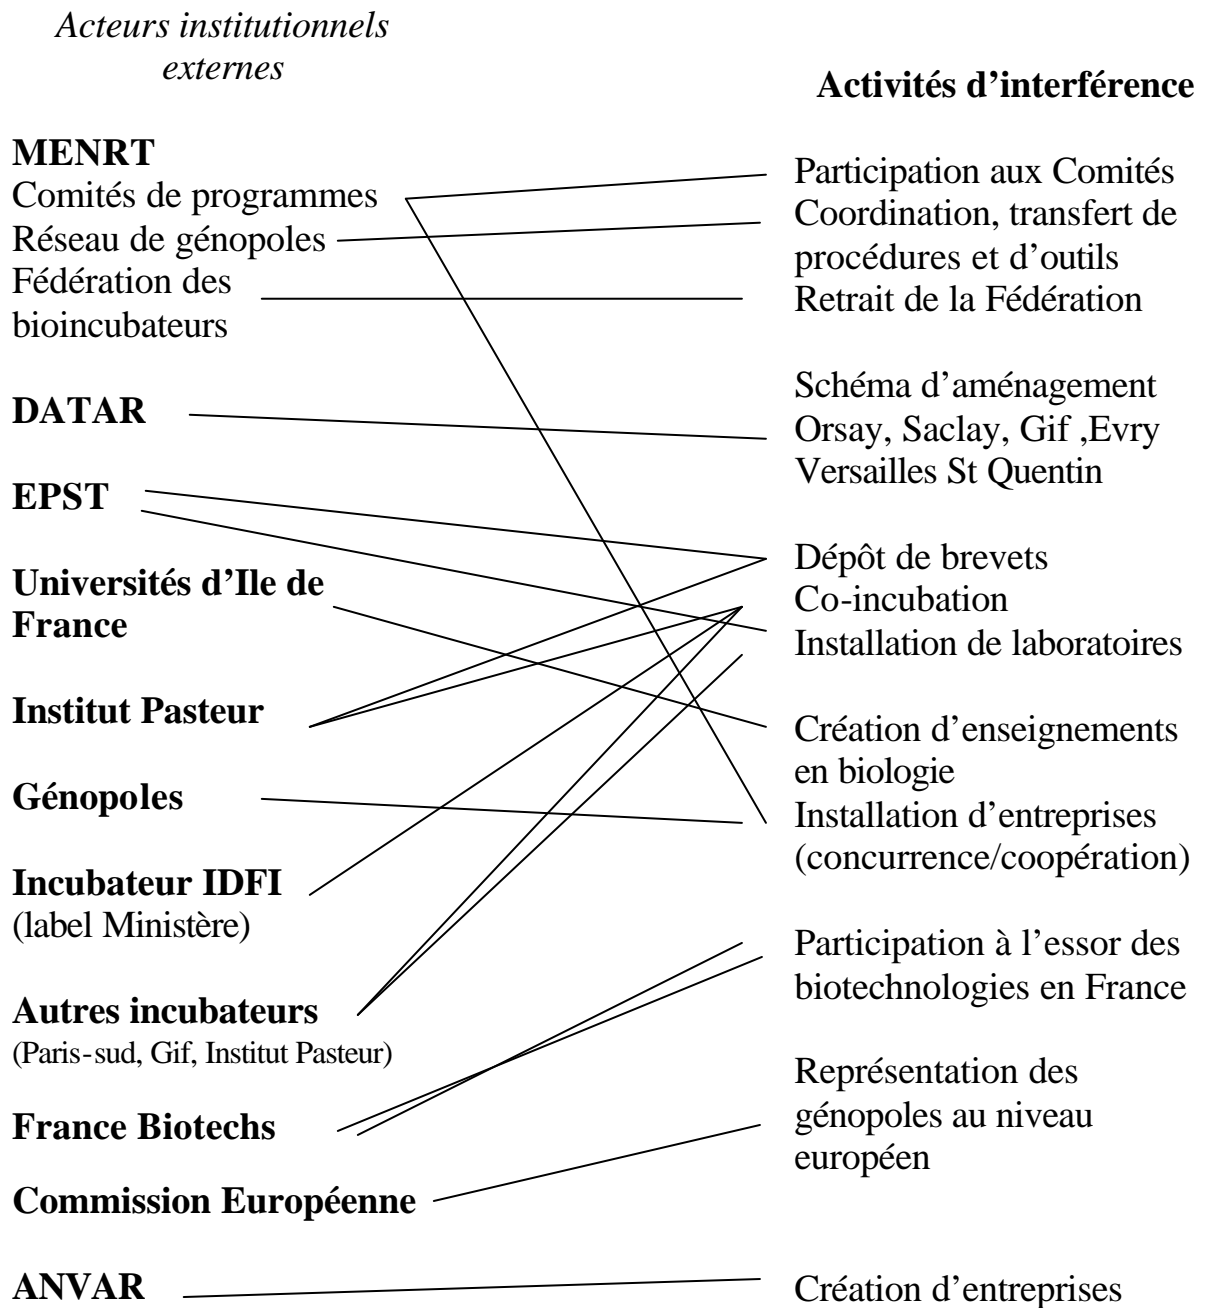 Acteurs institutionnels
externes
MENRT
Comités de programmes
Réseau de génopoles
Fédération des
bioincubateurs
DATAR
EPST
Universités d’Ile de
France
Institut Pasteur
Génopoles
Incubateur IDFI
(label Ministère)
Autres incubateurs
(Paris-sud, Gif, Institut Pasteur)
France Biotechs
Commission Européenne
ANVAR
Activités d’interférence
Participation aux Comités
Coordination, transfert de
procédures et d’outils
Retrait de la Fédération
Schéma d’aménagement
Orsay, Saclay, Gif ,Evry
Versailles St Quentin
Dépôt de brevets
Co-incubation
Installation de laboratoires
Création d’enseignements
en biologie
Installation d’entreprises
(concurrence/coopération)
Participation à l’essor des
biotechnologies en France
Représentation des
génopoles au niveau
européen
Création d’entreprises